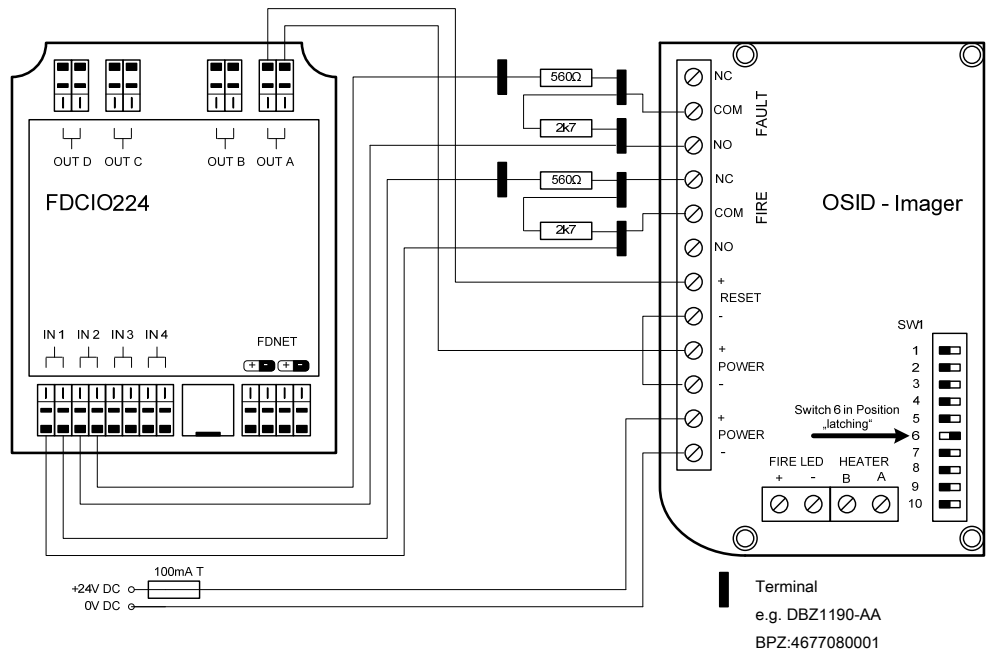 OUT D
OUT C
OUT B
OUT A
FDCIO224
IN 1
IN 2
IN 3
IN 4
FDNET
+ - + -
560Ω
2k7
560Ω
2k7
NC
COM
NO
FAULT
NC
COM
NO
FIRE
+
RESET
-
+
POWER
-
+
POWER
-
OSID - Imager
SW1
1
2
3
4
5
6
7
8
9
10
Switch 6 in Position
„latching“
FIRE LED
+ -
HEATER
B A
100mA T
+24V DC
0V DC
Terminal
e.g. DBZ1190-AA
BPZ:4677080001